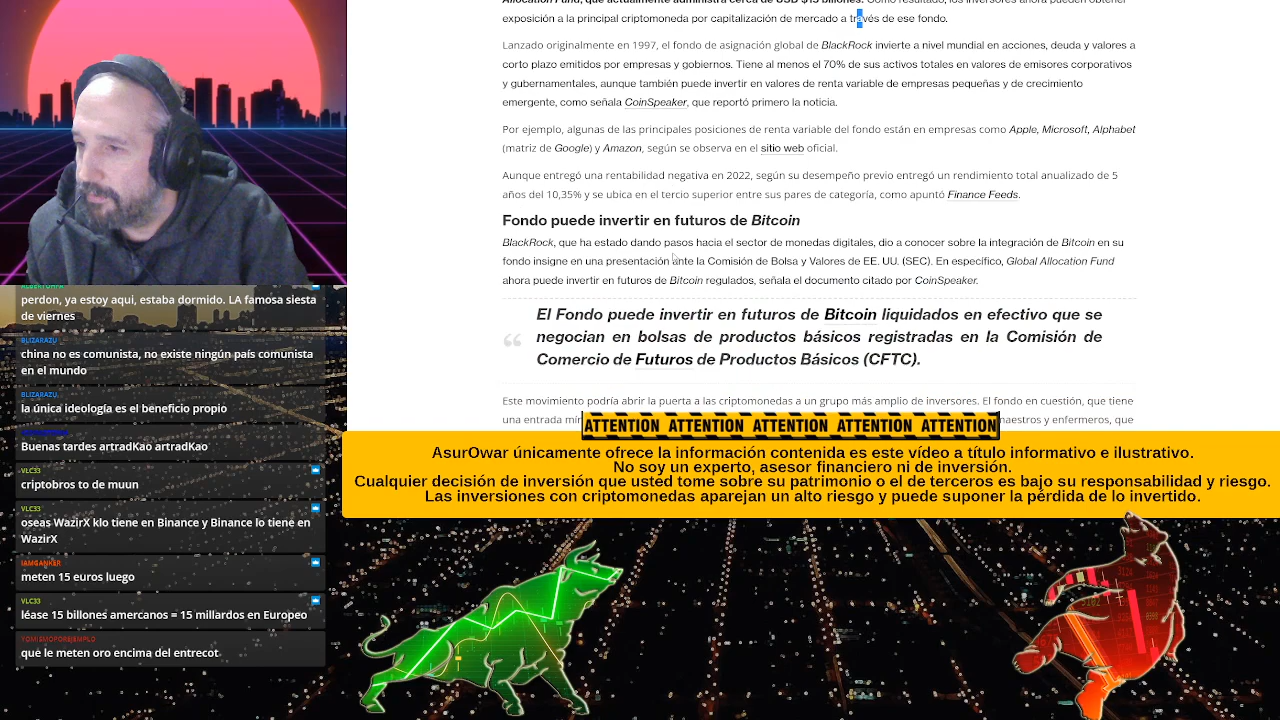 Allocation Fund, que actualmente administra cerca de USD $15 billones. Como resultado, los inversores ahora pueden obtener
exposición a la principal criptomoneda por capitalización de mercado a través de ese fondo.
Lanzado originalmente en 1997, el fondo de asignación global de BlackRock invierte a nivel mundial en acciones, deuda y valores a
corto plazo emitidos por empresas y gobiernos. Tiene al menos el 70% de sus activos totales en valores de emisores corporativos
y gubernamentales, aunque también puede invertir en valores de renta variable de empresas pequeñas y de crecimiento
emergente, como señala CoinSpeaker, que reportó primero la noticia.
Por ejemplo, algunas de las principales posiciones de renta variable del fondo están en empresas como Apple, Microsoft, Alphabet
(matriz de Google) y Amazon, según se observa en el sitio web oficial.
Aunque entregó una rentabilidad negativa en 2022, según su desempeño previo entregó un rendimiento total anualizado de 5
años del 10,35% y se ubica en el tercio superior entre sus pares de categoría, como apuntó Finance Feeds.
Fondo puede invertir en futuros de Bitcoin
BlackRock, que ha estado dando pasos hacia el sector de monedas digitales, dio a conocer sobre la integración de Bitcoin en su
fondo insigne en una presentación ante la Comisión de Bolsa y Valores de EE. UU. (SEC). En específico, Global Allocation Fund
ahora puede invertir en futuros de Bitcoin regulados, señala el documento citado por CoinSpeaker.
“ El Fondo puede invertir en futuros de Bitcoin liquidados en efectivo que se
negocian en bolsas de productos básicos registradas en la Comisión de
Comercio de Futuros de Productos Básicos (CFTC).
Este movimiento podría abrir la puerta a las criptomonedas a un grupo más amplio de inversores. El fondo en cuestión, que tiene
una entrada mín
naestros y enfermeros, que
ATTENTION ATTENTION ATTENTION ATTENTION ATTENTION
AsurOwar únicamente ofrece la información contenida es este vídeo a título informativo e ilustrativo.
No soy un experto, asesor financiero ni de inversión.
Cualquier decisión de inversión que usted tome sobre su patrimonio o el de terceros es bajo su responsabilidad y riesgo.
Las inversiones con criptomonedas aparejan un alto riesgo y puede suponer la pérdida de lo invertido.
perdon, ya estoy aqui, estaba dormido. LA famosa siesta
de viernes
BLIZARAZU
china no es comunista, no existe ningún país comunista
en el mundo
BLIZARAZU
la única ideología es el beneficio propio
Buenas tardes artradKao artradKao
VLC33
criptobros to de muun
VLC33
oseas WazirX klo tiene en Binance y Binance lo tiene en
WazirX
IAMGANKER
meten 15 euros luego
VLC33
léase 15 billones amercanos = 15 millardos en Europeo
YOMISMOPOREJEMPLO
que le meten oro encima del entrecot